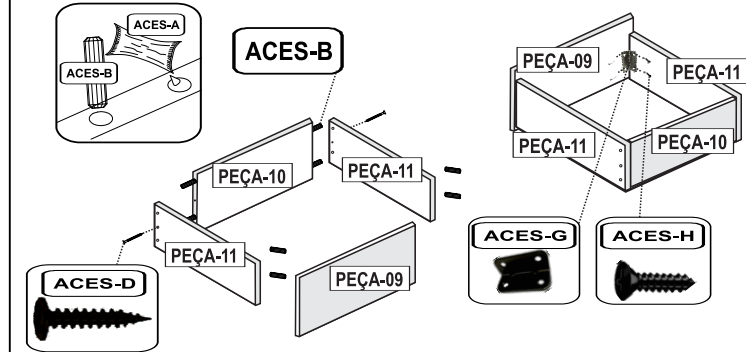 ACES-A
ACES-B
ACES-B
PEÇA-10
PEÇA-11
PEÇA-11
PEÇA-09
ACES-D
PEÇA-09
PEÇA-11
PEÇA-11
PEÇA-10
ACES-G
ACES-H